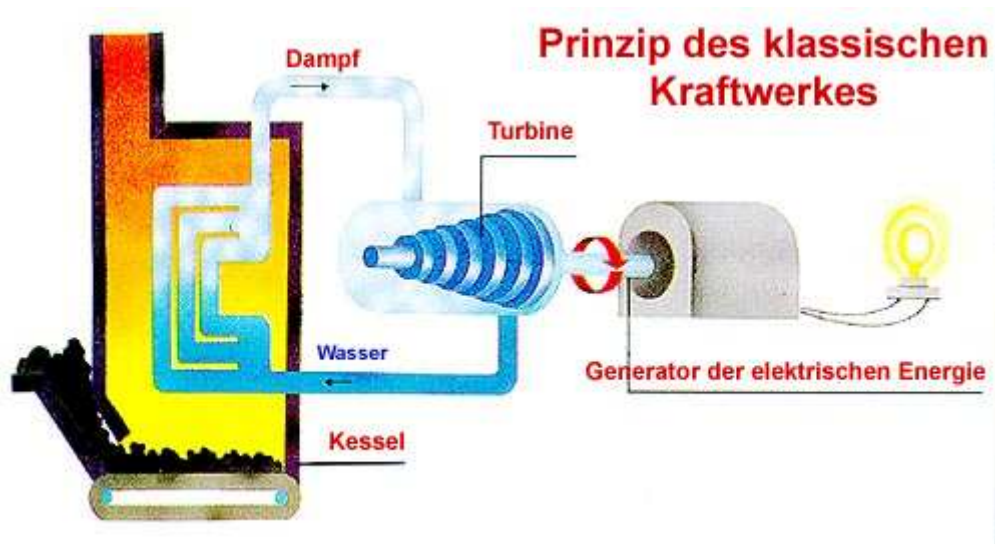 Prinzip des klassischen
Kraftwerkes
Dampf
Turbine
Wasser
Generator der elektrischen Energie
Kessel